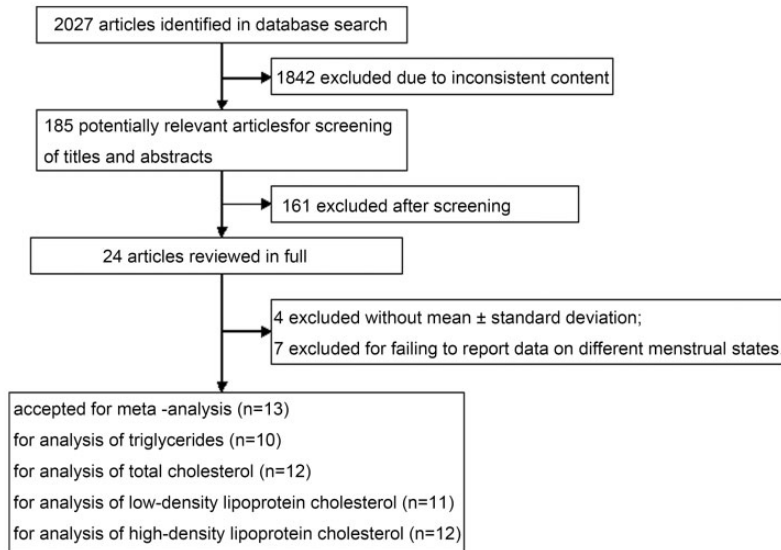 2027 articles identified in database search
1842 excluded due to inconsistent content
185 potentially relevant articlesfor screening
of titles and abstracts
161 excluded after screening
24 articles reviewed in full
4 excluded without mean ± standard deviation;
7 excluded for failing to report data on different menstrual states.
accepted for meta -analysis (n=13)
for analysis of triglycerides (n=10)
for analysis of total cholesterol (n=12)
for analysis of low-density lipoprotein cholesterol (n=11)
for analysis of high-density lipoprotein cholesterol (n=12)